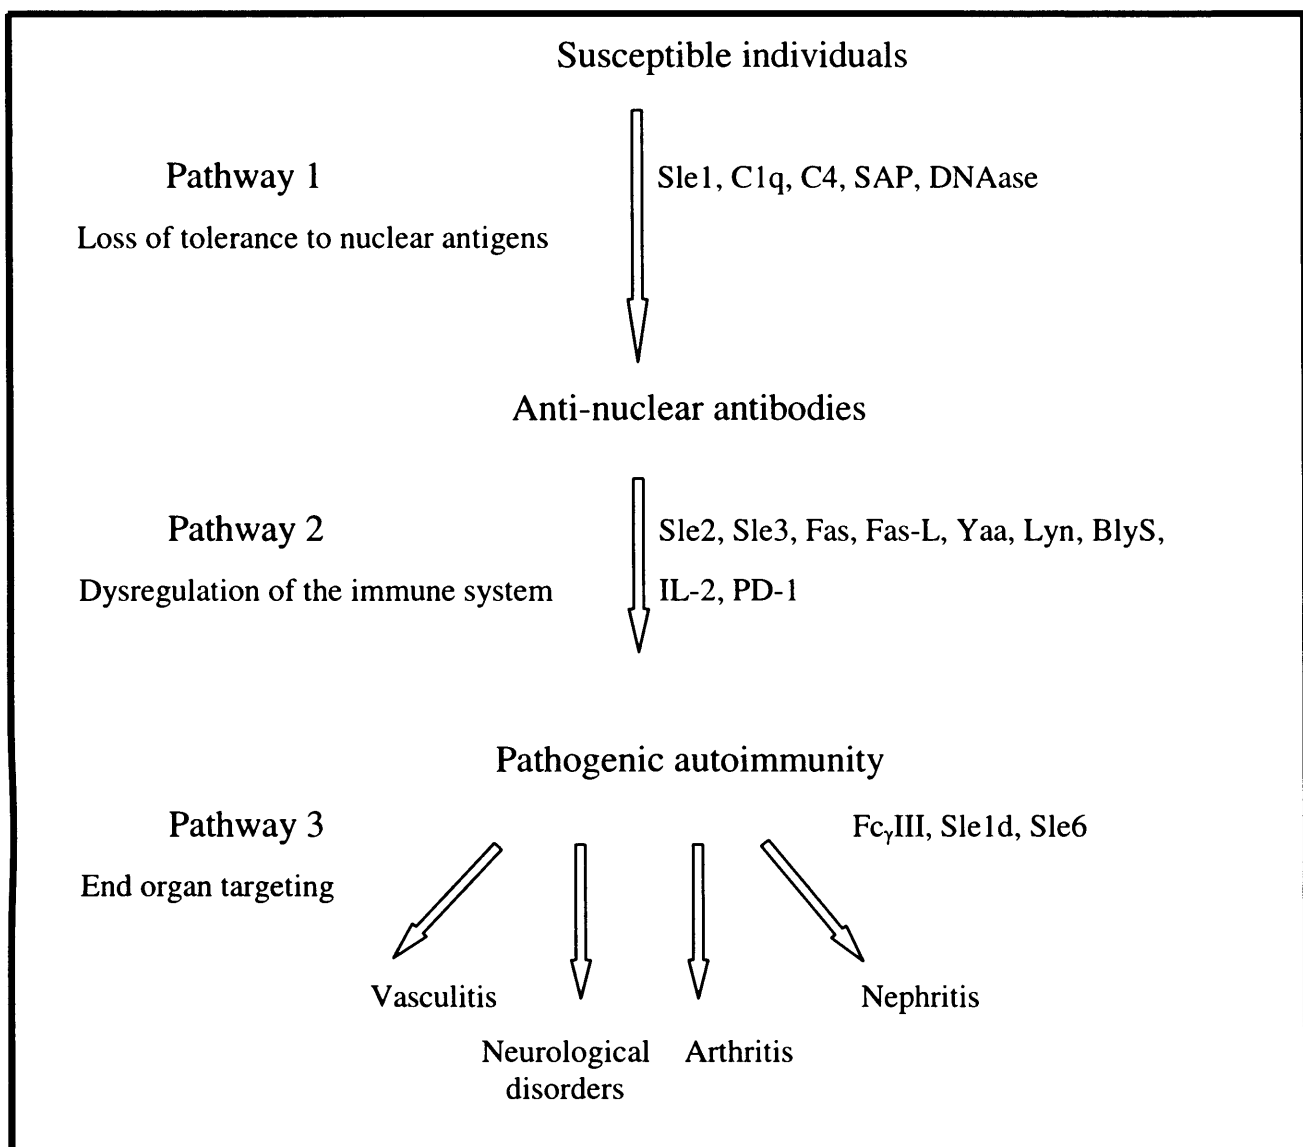 Susceptible individuals
Pathway 1
Sle1, C1q, C4, SAP, DNAase
Loss of tolerance to nuclear antigens
Anti-nuclear antibodies
Pathway 2
Sle2, Sle3, Fas, Fas-L, Yaa, Lyn, BlyS,
Dysregulation of the immune system
IL-2, PD-1
Pathogenic autoimmunity
Pathway 3
FcγIII, Sle1d, Sle6
End organ targeting
Vasculitis
Nephritis
Neurological
Arthritis
disorders